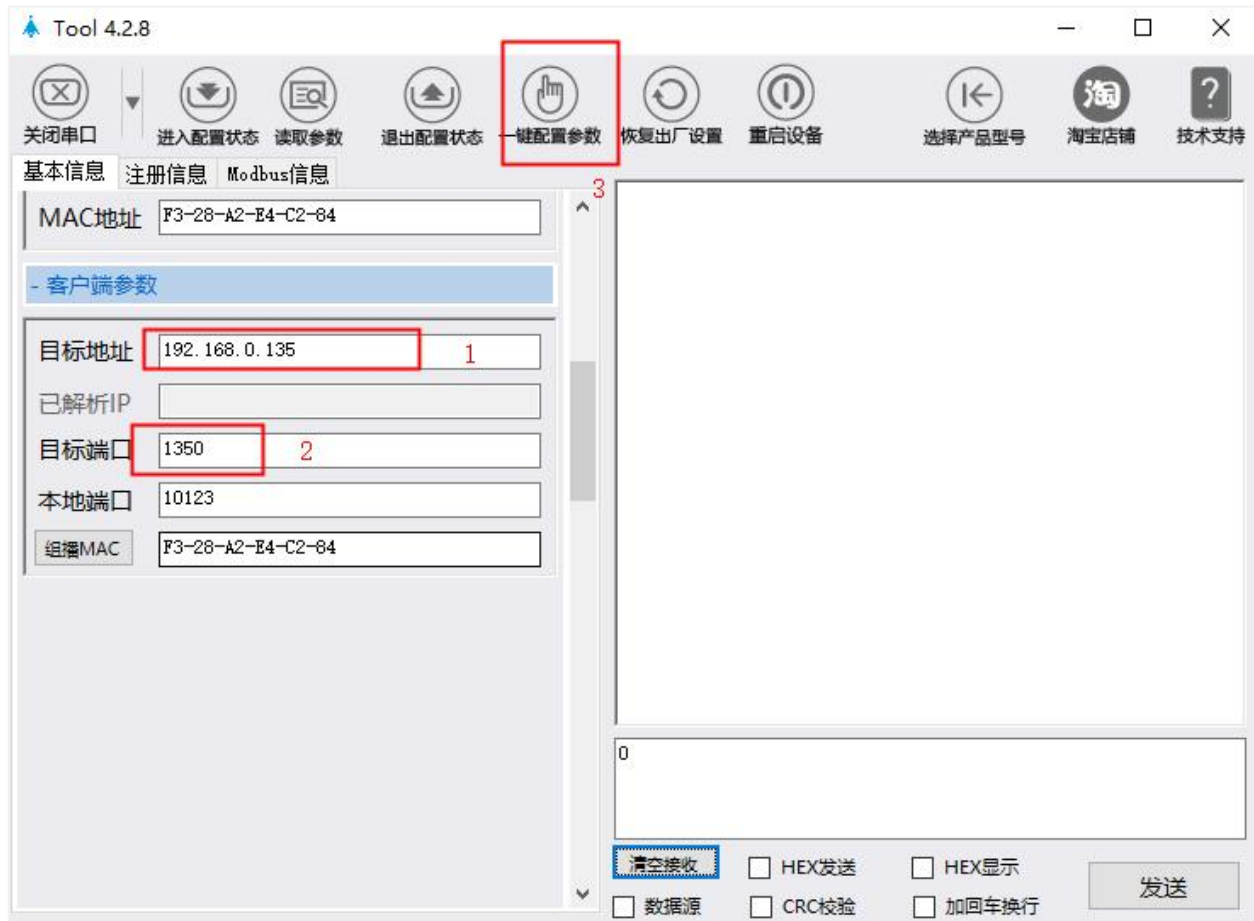 Tool 4.2.8
关闭串口 进入配置状态 读取参数 退出配置状态 一键配置参数 恢复出厂设置 重启设备 选择产品型号 淘 淘宝店铺 ? 技术支持
基本信息 注册信息 Modbus信息
3
MAC地址 F3-28-A2-E4-C2-84
- 客户端参数
目标地址 192.168.0.135 1
已解析IP
目标端口 1350 2
本地端口 10123
组播MAC F3-28-A2-E4-C2-84
0
清空接收 HEX发送 HEX显示 发送
数据源 CRC校验 加回车换行